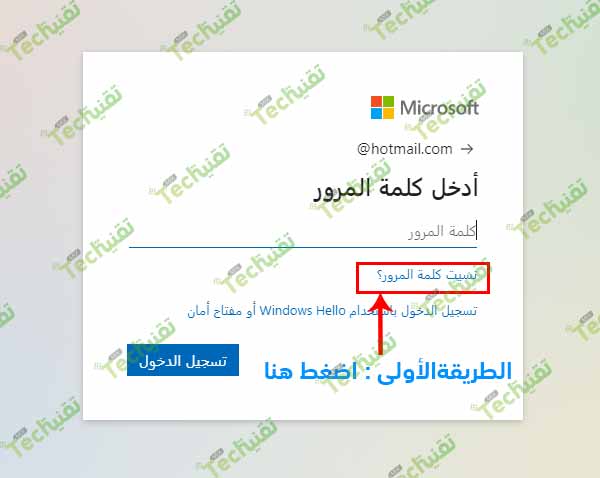 Microsoft
@hotmail.com
أدخل كلمة المرور
كلمة المرور
نسيت كلمة المرور؟
تسجيل الدخول باستخدام Windows Hello أو مفتاح أمان
تسجيل الدخول
الطريقةالأولى : اضغط هنا
تقنيTech